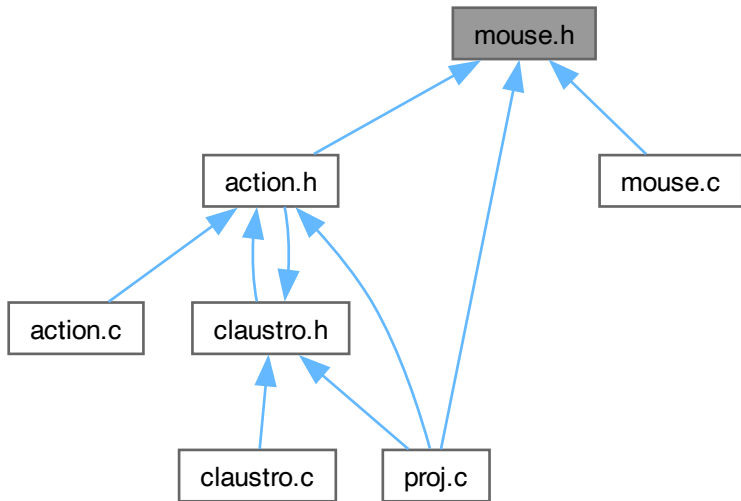 mouse.h
action.h
mouse.c
action.c
claustro.h
claustro.c
proj.c